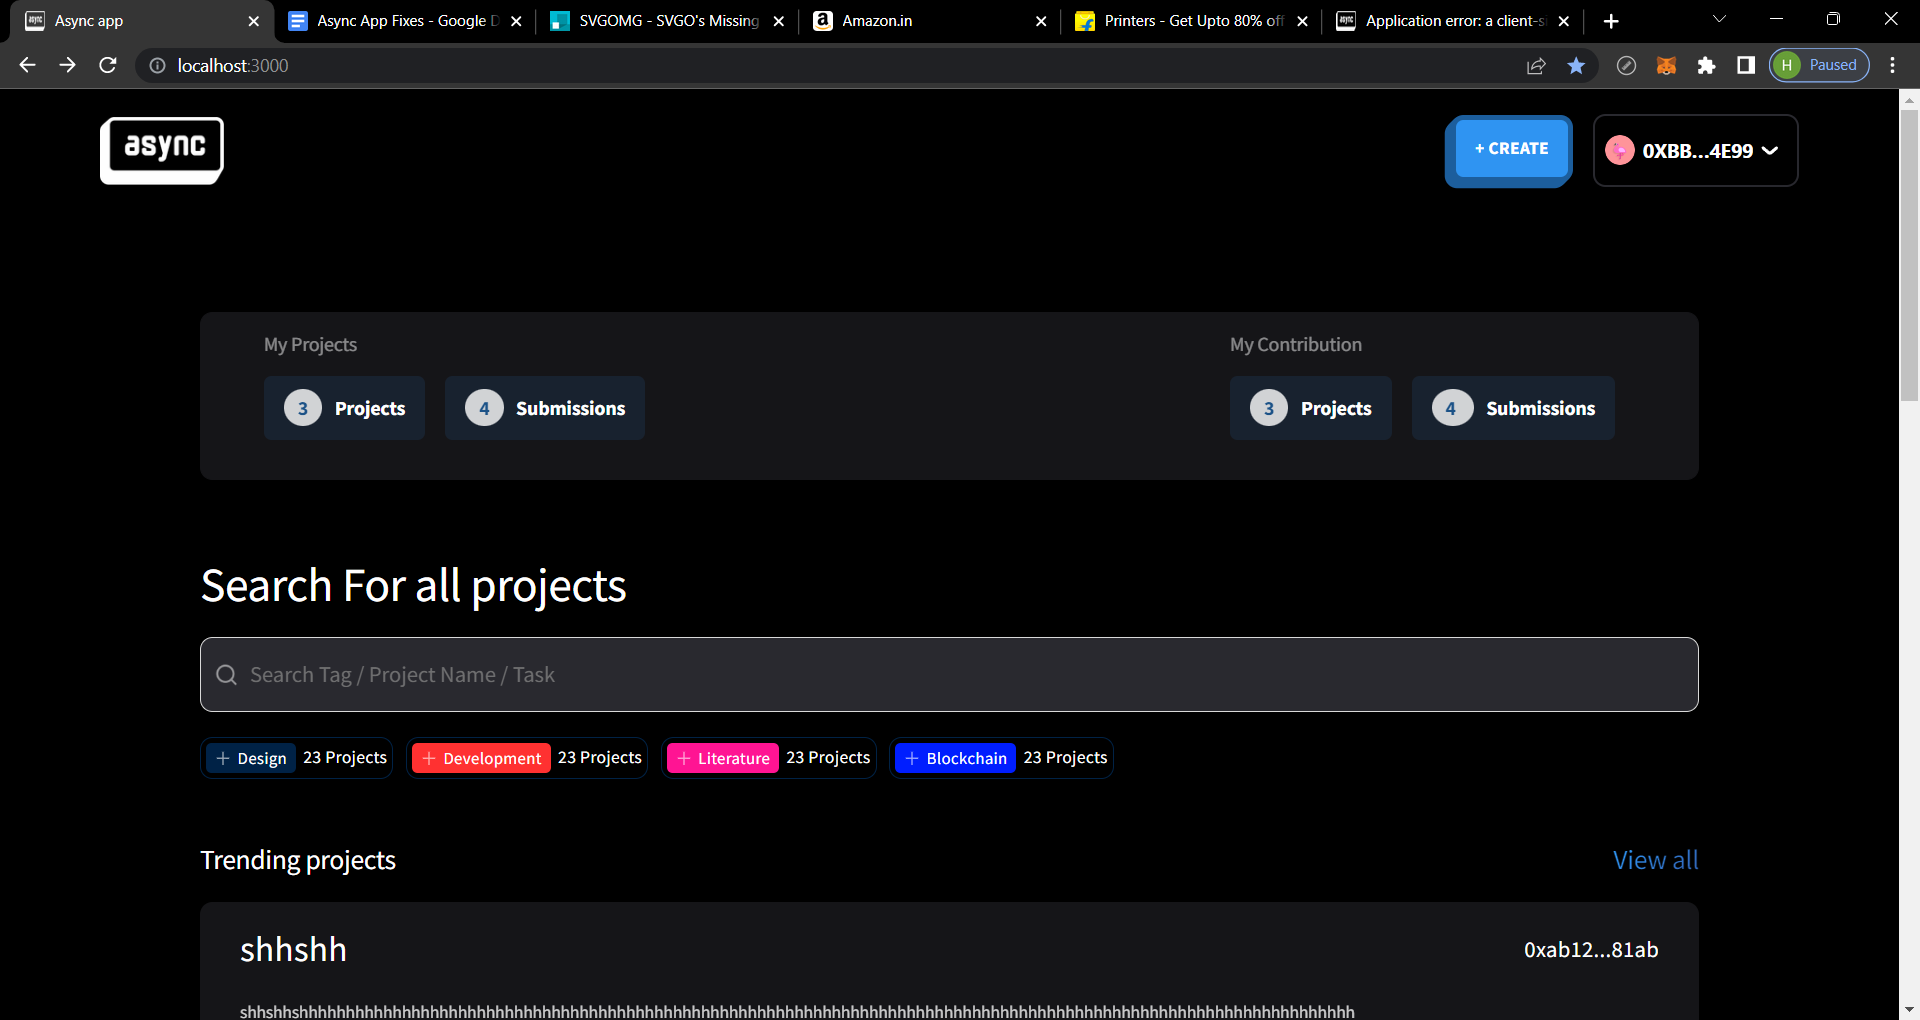 Async app
Async App Fixes - Google D
SVGOMG - SVGO's Missing
Amazon.in
Printers - Get Upto 80% off
Application error: a client-si
localhost:3000
H Paused
async
+ CREATE
0XBB...4E99
My Projects
My Contribution
3 Projects
4 Submissions
3 Projects
4 Submissions
Search For all projects
Search Tag / Project Name / Task
+ Design 23 Projects
+ Development 23 Projects
+ Literature 23 Projects
+ Blockchain 23 Projects
Trending projects
View all
shhshh
0xab12...81ab